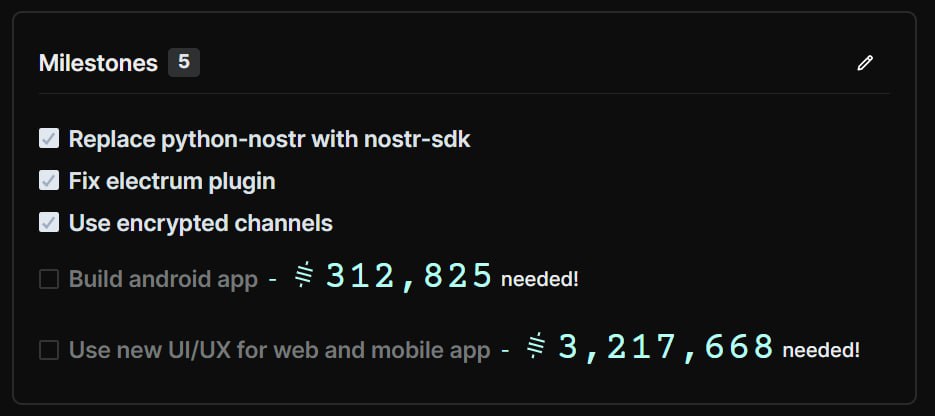 Milestones 5
Replace python-nostr with nostr-sdk
Fix electrum plugin
Use encrypted channels
Build android app - 312,825 needed!
Use new UI/UX for web and mobile app - 3,217,668 needed!